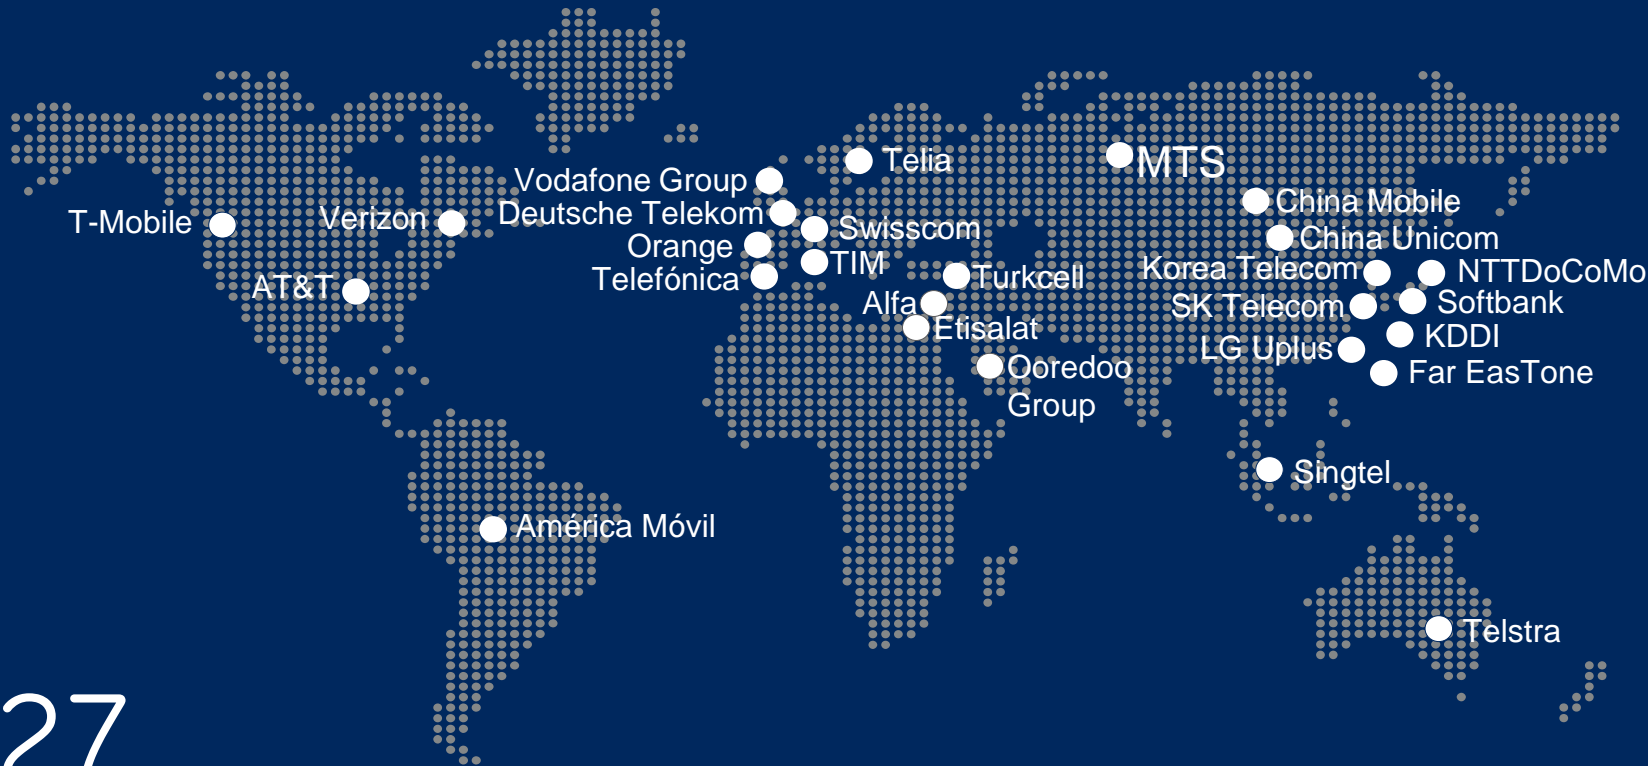 Telia
MTS
Vodafone Group
China Mobile
Deutsche Telekom
T-Mobile
Verizon
Swisscom
China Unicom
Orange
TIM
Korea Telecom
NTTDoCoMo
Telefónica
Turkcell
AT&T
Alfa
SK Telecom
Softbank
Etisalat
KDDI
LG Uplus
Ooredoo
Group
Far EasTone
Singtel
América Móvil
Telstra
27